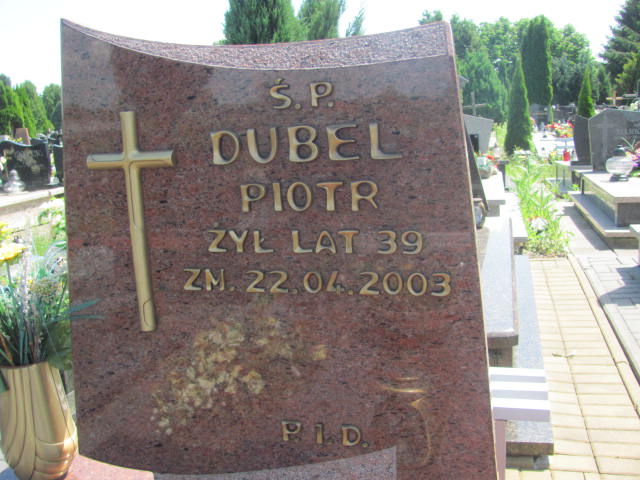 Ś. P.
DUBEL
PIOTR
ŻYŁ LAT 39
ZM. 22.04.2003
P. I. D.